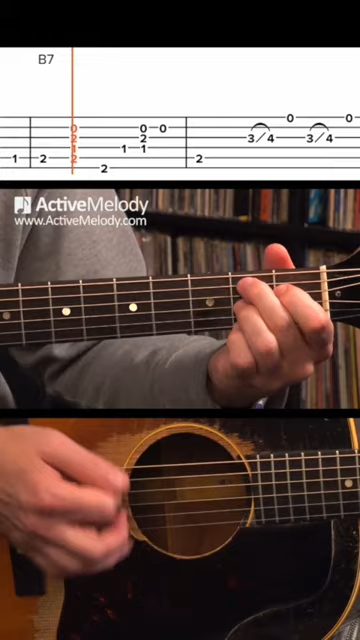 B7
0 0
0 0 0
2 2 3/4 3/4
1 1 1
1 2 2 2
2
ActiveMelody
www.ActiveMelody.com